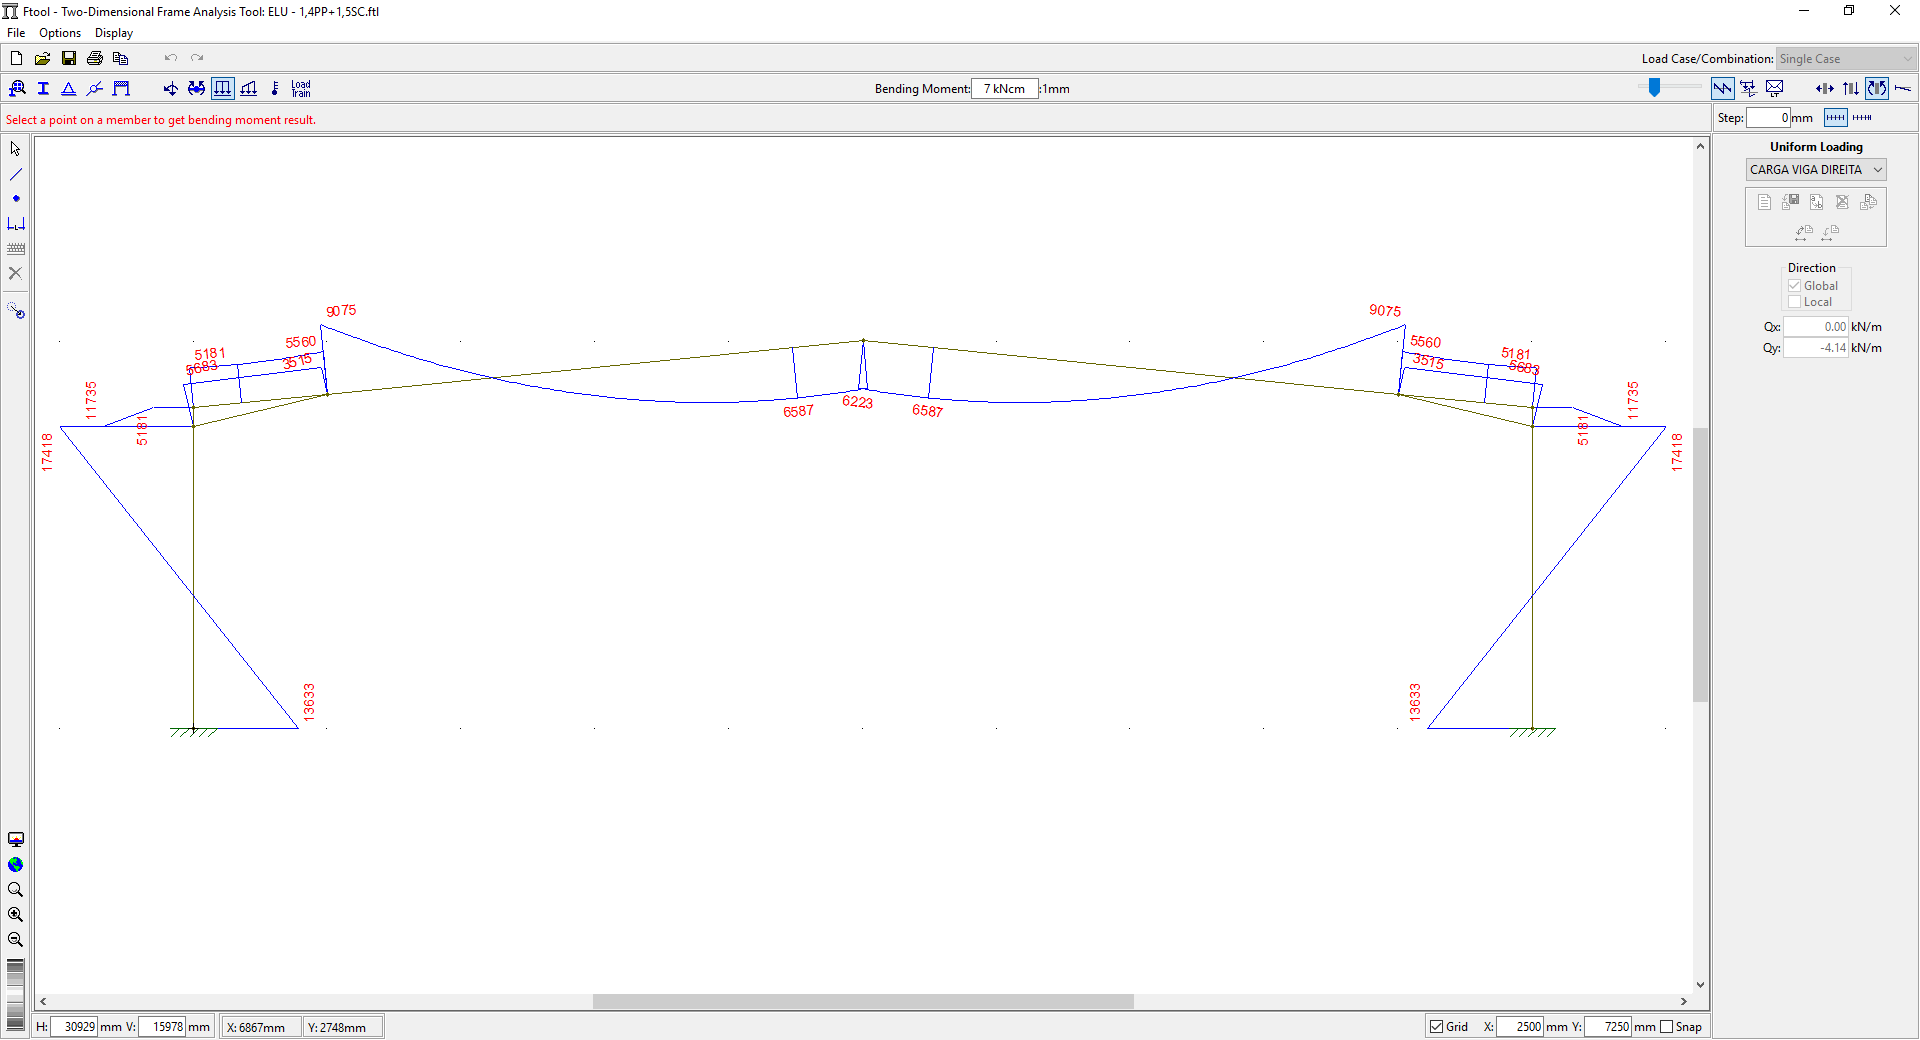 Ftool - Two-Dimensional Frame Analysis Tool: ELU - 1,4PP+1,5SC.ftl
File Options Display
Load Case/Combination: Single Case
Load Train
Bending Moment: 7 kNcm :1mm
Select a point on a member to get bending moment result.
Step: 0 mm
Uniform Loading
CARGA VIGA DIREITA
Direction
Global
Local
Qx: 0.00 kN/m
Qy: -4.14 kN/m
9075 9075
5181 5560 5560 5181
5683 3515 3515 5683
11735 11735
6587 6223 6587
5181 5181
17418 17418
13633 13633
H: 30929 mm V: 15978 mm X: 6867mm Y: 2748mm
Grid X: 2500 mm Y: 7250 mm Snap